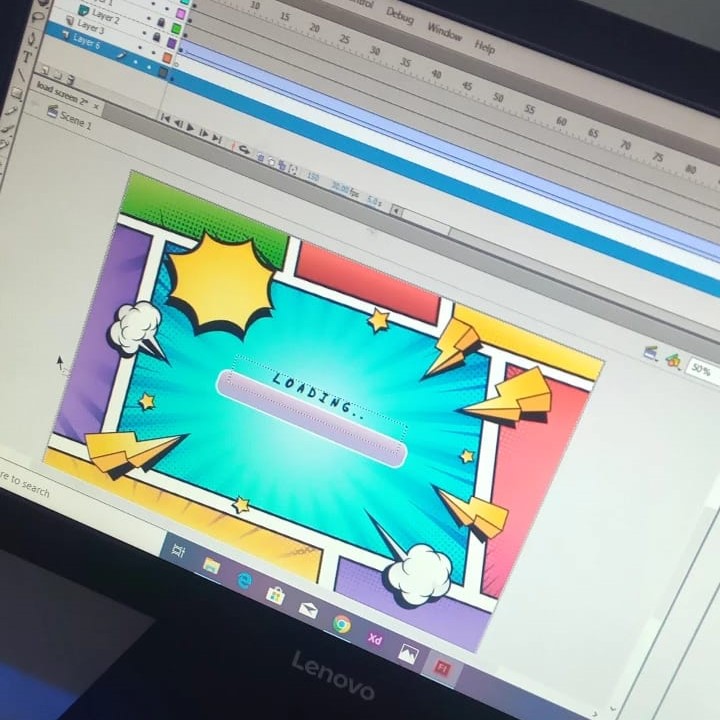 Debug Window Help
Layer 2
Layer 3
Layer 6
10 15 20 25 30 35 40 45 50 55 60 65 70 75 80
load screen 2* ×
Scene 1
150 30.00 fps 5.0 s
50%
LOADING..
re to search
Xd
Fl
Lenovo